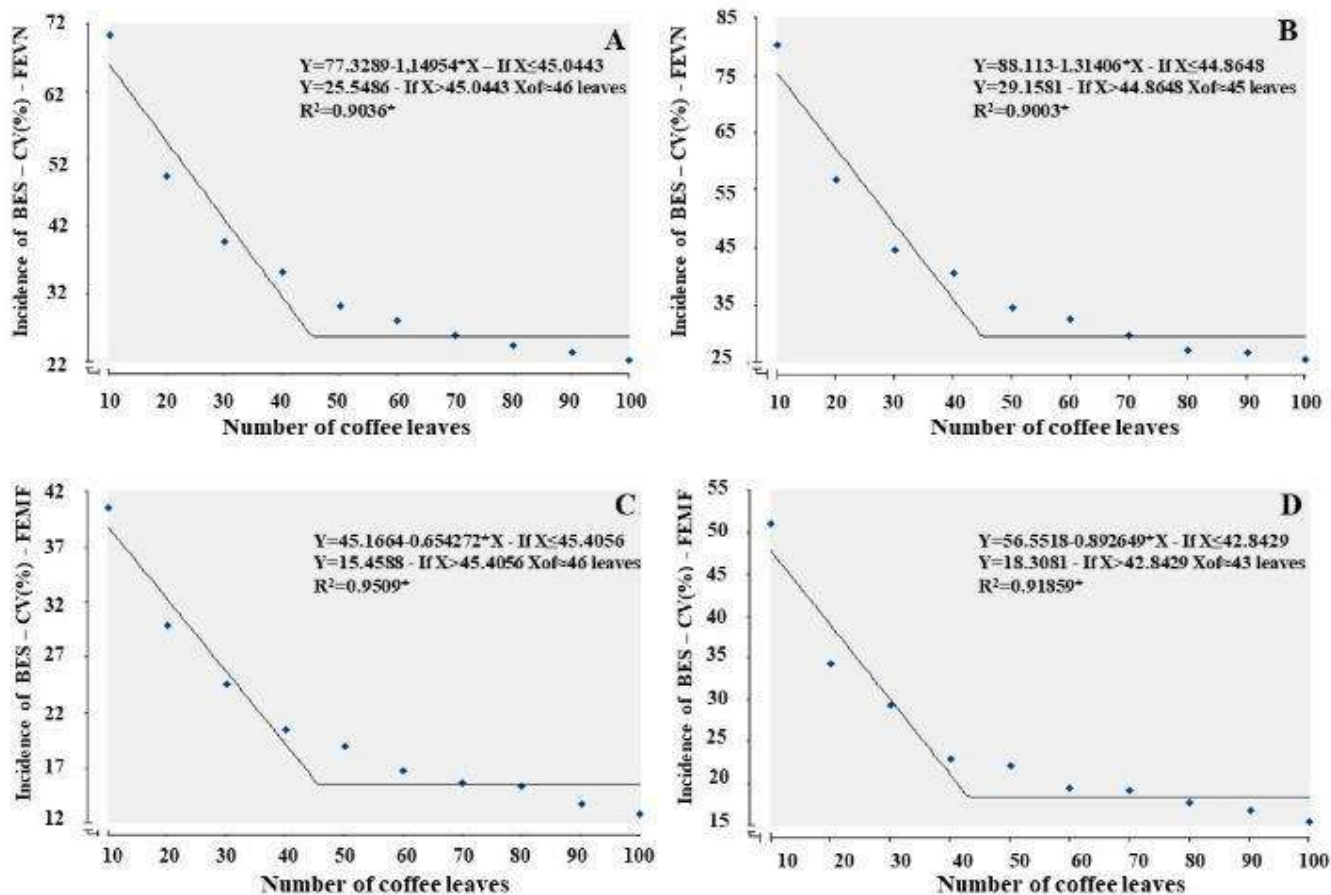 A
Incidence of BES – CV(%) - FEVN
Y=77.3289-1,14954*X – If X≤45.0443
Y=25.5486 - If X>45.0443 Xof≈46 leaves
R²=0.9036*
72
62
52
42
32
22
10 20 30 40 50 60 70 80 90 100
Number of coffee leaves
B
Incidence of BES – CV(%) - FEVN
Y=88.113-1.31406*X - If X≤44.8648
Y=29.1581 - If X>44.8648 Xof≈45 leaves
R²=0.9003*
85
75
65
55
45
35
25
10 20 30 40 50 60 70 80 90 100
Number of coffee leaves
C
Incidence of BES – CV(%) - FEMF
Y=45.1664-0.654272*X - If X≤45.4056
Y=15.4588 - If X>45.4056 Xof≈46 leaves
R²=0.9509*
42
37
32
27
22
17
12
10 20 30 40 50 60 70 80 90 100
Number of coffee leaves
D
Incidence of BES – CV(%) - FEMF
Y=56.5518-0.892649*X - If X≤42.8429
Y=18.3081 - If X>42.8429 Xof≈43 leaves
R²=0.91859*
55
50
45
40
35
30
25
20
15
10 20 30 40 50 60 70 80 90 100
Number of coffee leaves